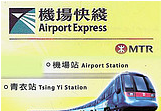 機場快綫
Airport Express
MTR
機場站 Airport Station
青衣站 Tsing Yi Station